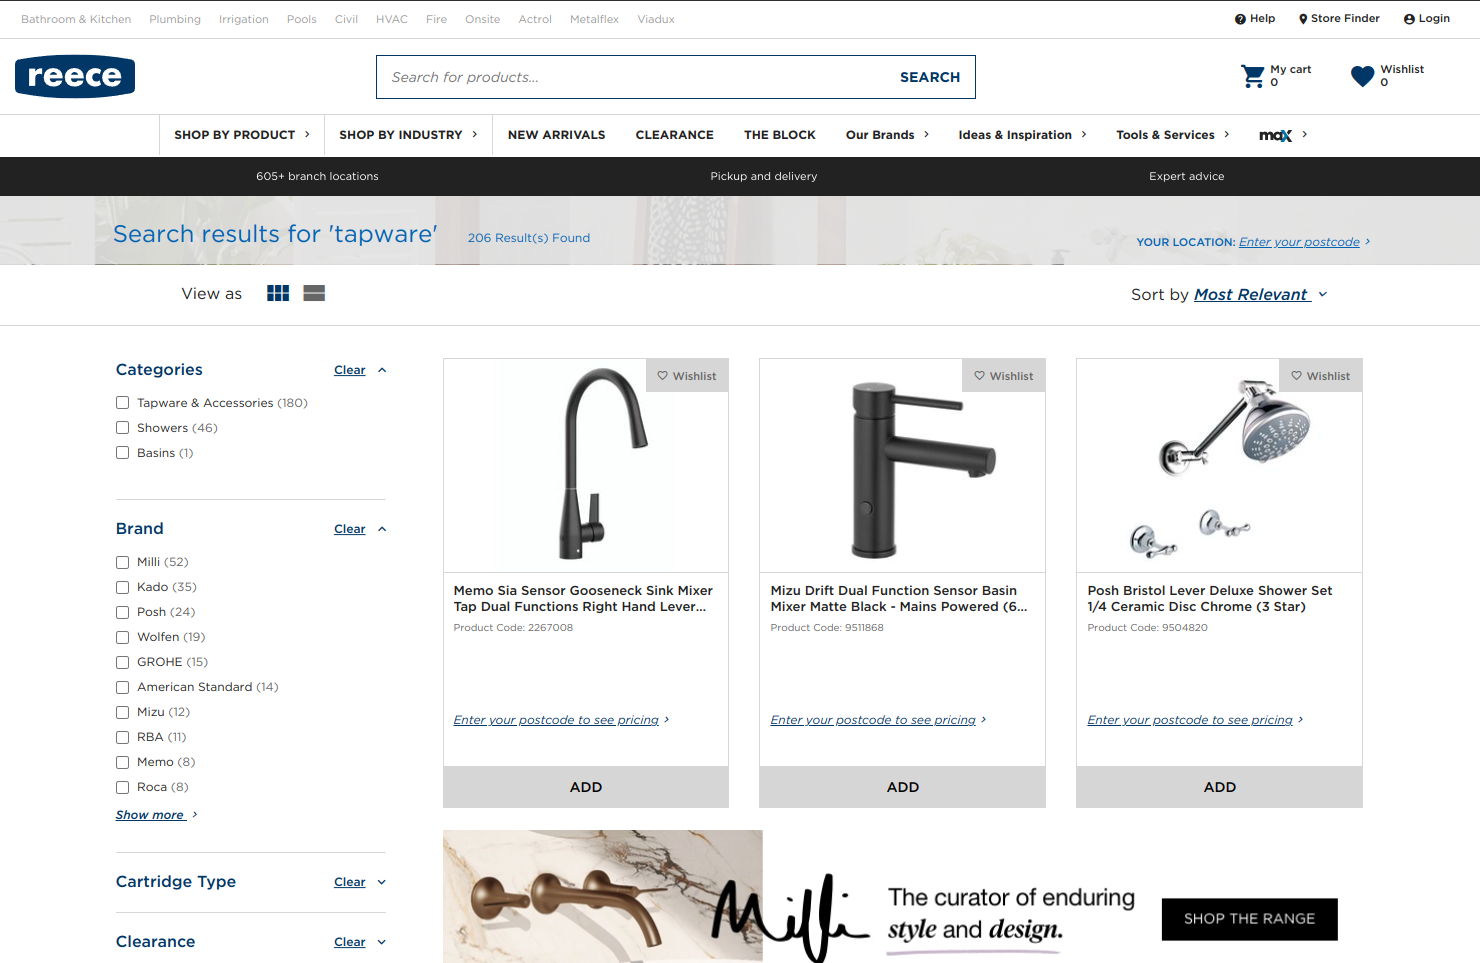 Bathroom & Kitchen Plumbing Irrigation Pools Civil HVAC Fire Onsite Actrol Metalflex Viadux
Help Store Finder Login
reece
Search for products...
SEARCH
My cart
0
Wishlist
0
SHOP BY PRODUCT SHOP BY INDUSTRY NEW ARRIVALS CLEARANCE THE BLOCK Our Brands Ideas & Inspiration Tools & Services max
605+ branch locations Pickup and delivery Expert advice
Search results for 'tapware' 206 Result(s) Found
YOUR LOCATION: Enter your postcode
View as
Sort by Most Relevant
Categories Clear
Tapware & Accessories (180)
Showers (46)
Basins (1)
Brand Clear
Milli (52)
Kado (35)
Posh (24)
Wolfen (19)
GROHE (15)
American Standard (14)
Mizu (12)
RBA (11)
Memo (8)
Roca (8)
Show more
Cartridge Type Clear
Clearance Clear
Wishlist
Memo Sia Sensor Gooseneck Sink Mixer
Tap Dual Functions Right Hand Lever...
Product Code: 2267008
Enter your postcode to see pricing
ADD
Wishlist
Mizu Drift Dual Function Sensor Basin
Mixer Matte Black - Mains Powered (6...
Product Code: 9511868
Enter your postcode to see pricing
ADD
Wishlist
Posh Bristol Lever Deluxe Shower Set
1/4 Ceramic Disc Chrome (3 Star)
Product Code: 9504820
Enter your postcode to see pricing
ADD
Milli
The curator of enduring
style and design.
SHOP THE RANGE